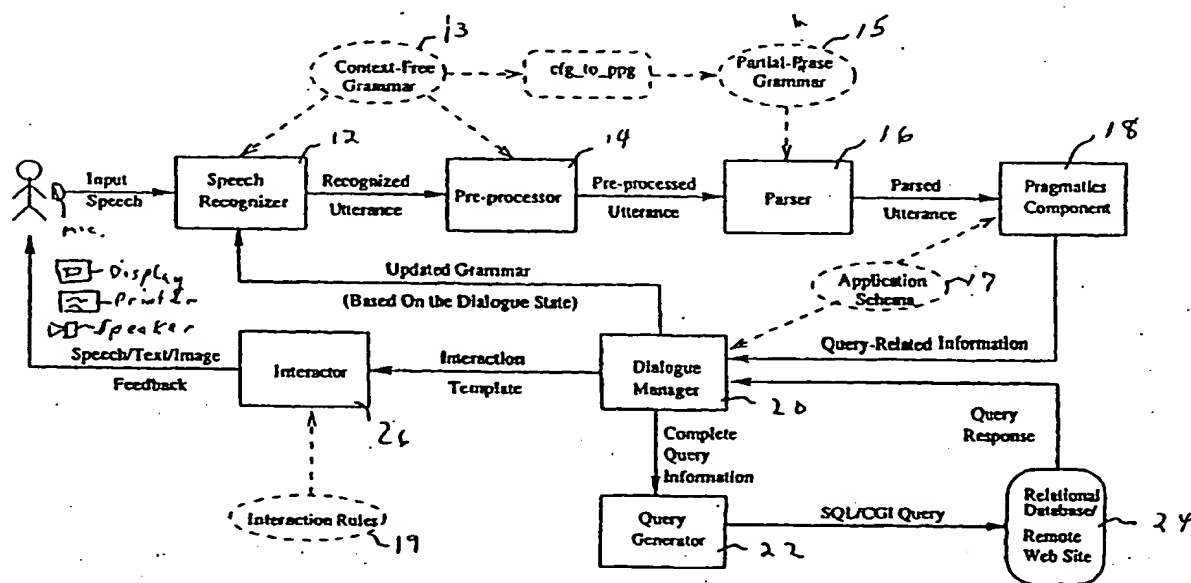 13
15
Context-Free
Grammar
cfg_to_ppg
Partial-Prase
Grammar
12
14
16
18
Input
Speech
Speech
Recognizer
Recognized
Utterance
Pre-processor
Pre-processed
Utterance
Parser
Parsed
Utterance
Pragmatics
Component
mic.
Display
Printer
Speaker
Updated Grammar
(Based On the Dialogue State)
Application
Schema
17
Speech/Text/Image
Feedback
Interactor
26
Interaction
Template
Dialogue
Manager
20
Query-Related Information
Complete
Query
Information
Query
Response
Interaction Rules
19
Query
Generator
22
SQL/CGI Query
Relational
Database/
Remote
Web Site
24